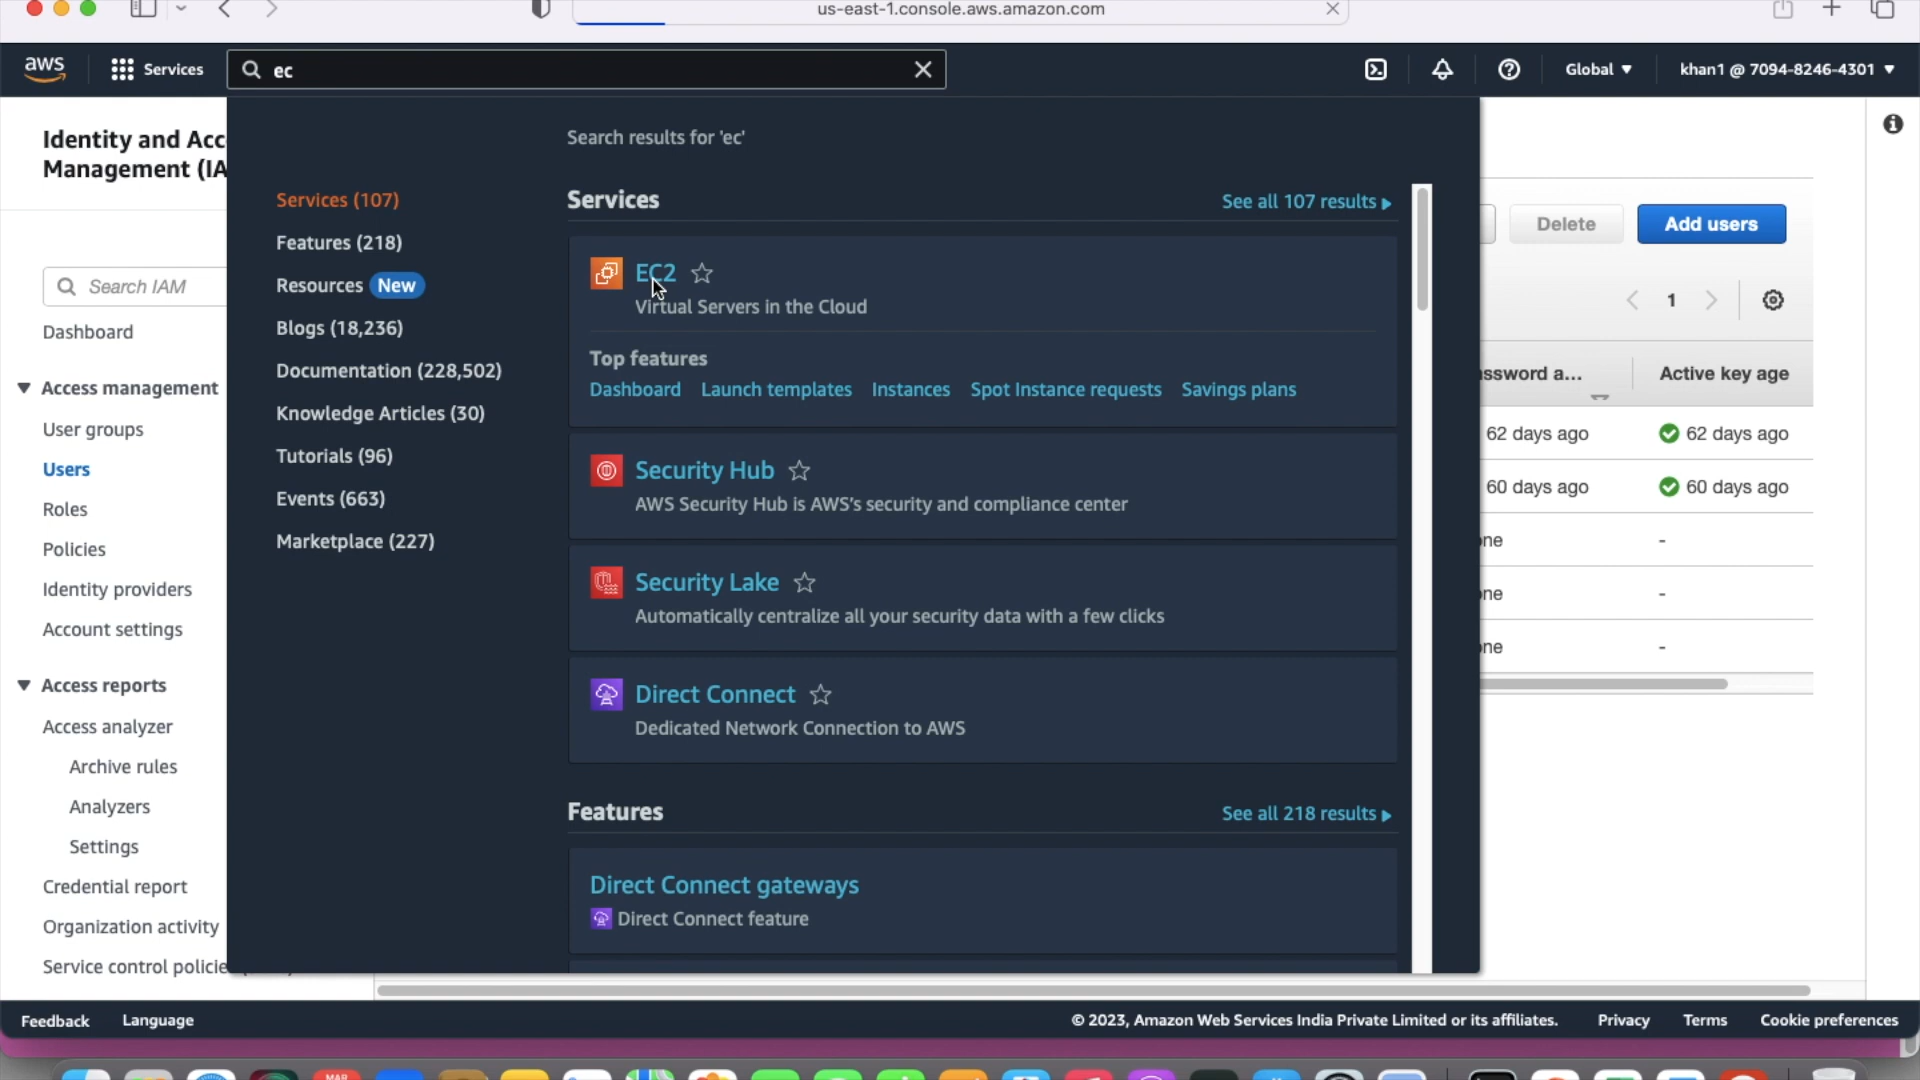 us-east-1.console.aws.amazon.com
aws
Services
ec
Global
khan1 @ 7094-8246-4301
Identity and Acc
Management (IA
Search IAM
Dashboard
Access management
User groups
Users
Roles
Policies
Identity providers
Account settings
Access reports
Access analyzer
Archive rules
Analyzers
Settings
Credential report
Organization activity
Service control policie
Search results for 'ec'
Services (107)
Features (218)
Resources New
Blogs (18,236)
Documentation (228,502)
Knowledge Articles (30)
Tutorials (96)
Events (663)
Marketplace (227)
Services
See all 107 results
EC2
Virtual Servers in the Cloud
Top features
Dashboard Launch templates Instances Spot Instance requests Savings plans
Security Hub
AWS Security Hub is AWS's security and compliance center
Security Lake
Automatically centralize all your security data with a few clicks
Direct Connect
Dedicated Network Connection to AWS
Features
See all 218 results
Direct Connect gateways
Direct Connect feature
Delete
Add users
1
ssword a...
Active key age
62 days ago
62 days ago
60 days ago
60 days ago
one
-
one
-
one
-
Feedback
Language
© 2023, Amazon Web Services India Private Limited or its affiliates.
Privacy
Terms
Cookie preferences
MAR